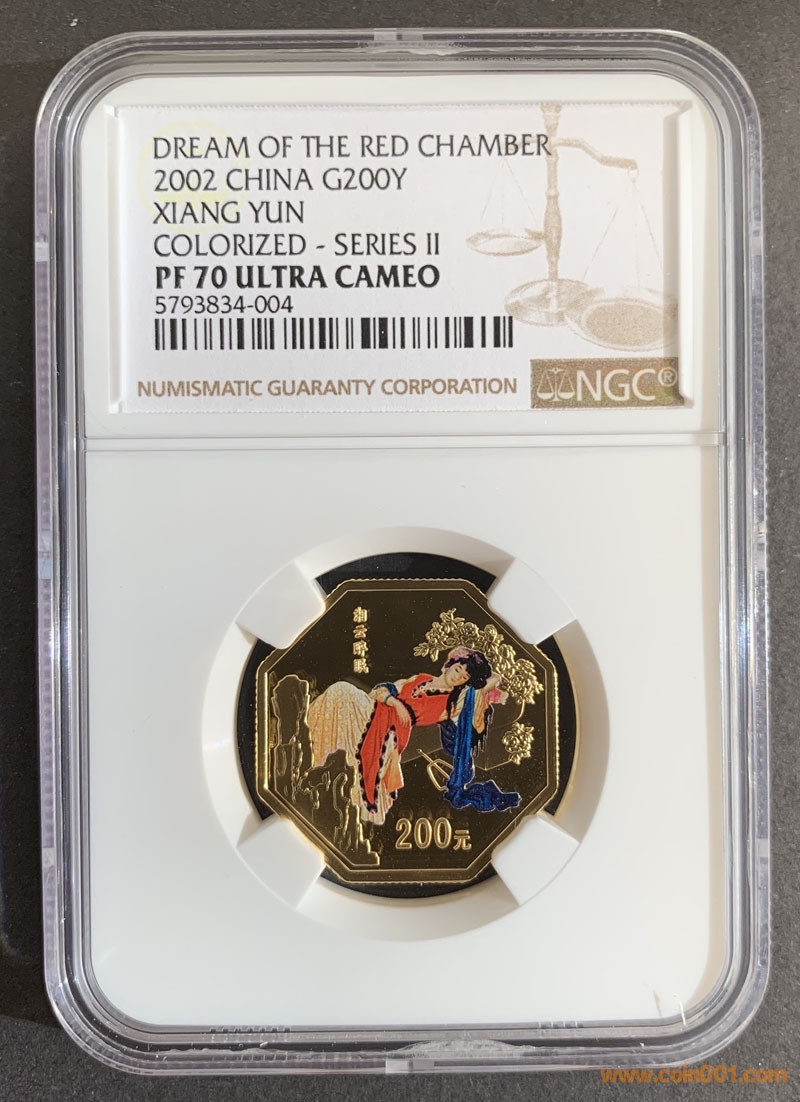 DREAM OF THE RED CHAMBER
2002 CHINA G200Y
XIANG YUN
COLORIZED - SERIES II
PF 70 ULTRA CAMEO
5793834-004
NUMISMATIC GUARANTY CORPORATION
NGC®
湘云醉眠
200元
www.coin001.com